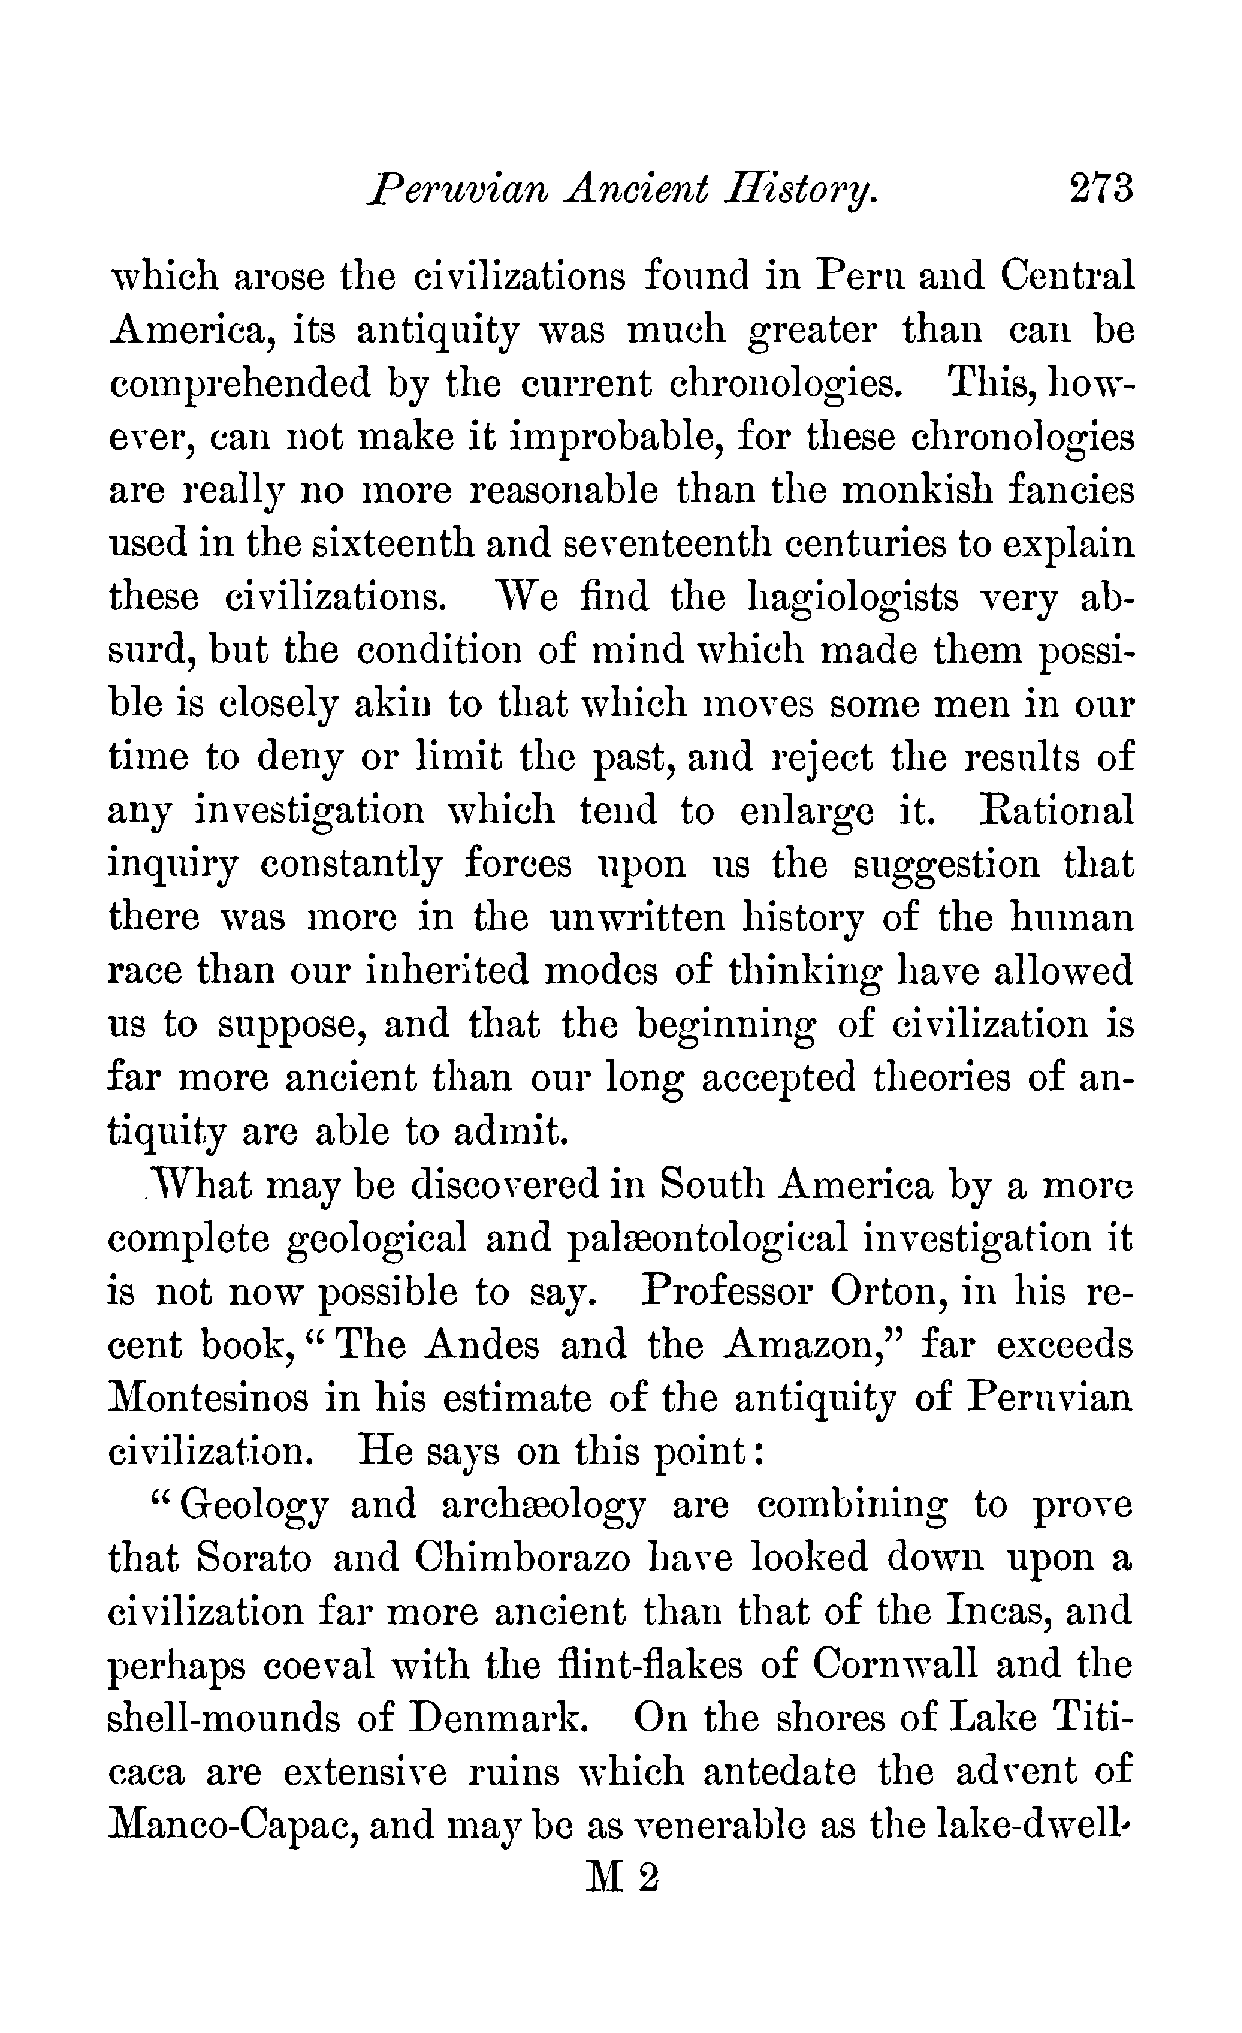 Peruvian Ancient History. 273
which arose the civilizations found in Peru and Central
America, its antiquity was much greater than can be
comprehended by the current chronologies. This, how-
ever, can not make it improbable, for these chronologies
are really no more reasonable than the monkish fancies
used in the sixteenth and seventeenth centuries to explain
these civilizations. We find the hagiologists very ab-
surd, but the condition of mind which made them possi-
ble is closely akin to that which moves some men in our
time to deny or limit the past, and reject the results of
any investigation which tend to enlarge it. Rational
inquiry constantly forces upon us the suggestion that
there was more in the unwritten history of the human
race than our inherited modes of thinking have allowed
us to suppose, and that the beginning of civilization is
far more ancient than our long accepted theories of an-
tiquity are able to admit.
What may be discovered in South America by a more
complete geological and palæontological investigation it
is not now possible to say. Professor Orton, in his re-
cent book, “The Andes and the Amazon,” far exceeds
Montesinos in his estimate of the antiquity of Peruvian
civilization. He says on this point:
“Geology and archæology are combining to prove
that Sorato and Chimborazo have looked down upon a
civilization far more ancient than that of the Incas, and
perhaps coeval with the flint-flakes of Cornwall and the
shell-mounds of Denmark. On the shores of Lake Titi-
caca are extensive ruins which antedate the advent of
Manco-Capac, and may be as venerable as the lake-dwell-
M 2